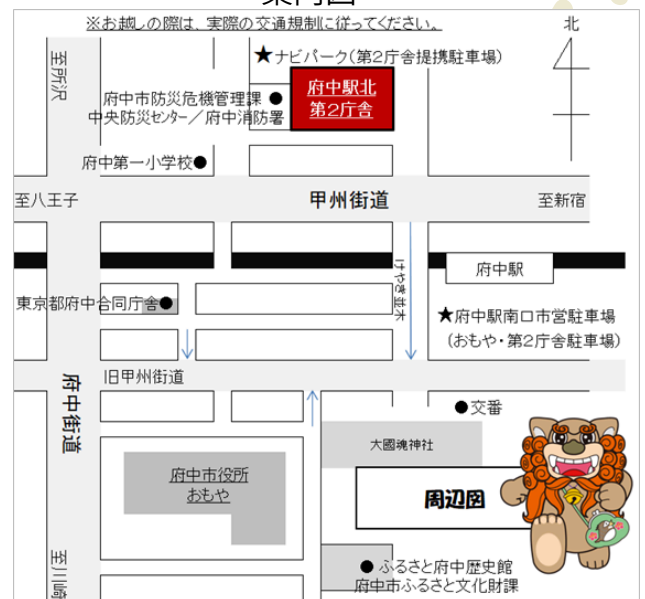 案内図
※お越しの際は、実際の交通規制に従ってください。
北
至所沢
★ナビパーク(第2庁舎提携駐車場)
府中駅北
第2庁舎
府中市防災危機管理課●
中央防災センター/府中消防署
府中第一小学校●
至八王子
甲州街道
至新宿
けやき並木
府中駅
東京都府中合同庁舎●
★府中駅南口市営駐車場
(おもや・第2庁舎駐車場)
旧甲州街道
府中街道
●交番
大國魂神社
府中市役所
おもや
周辺図
至川崎
●ふるさと府中歴史館
府中市ふるさと文化財課